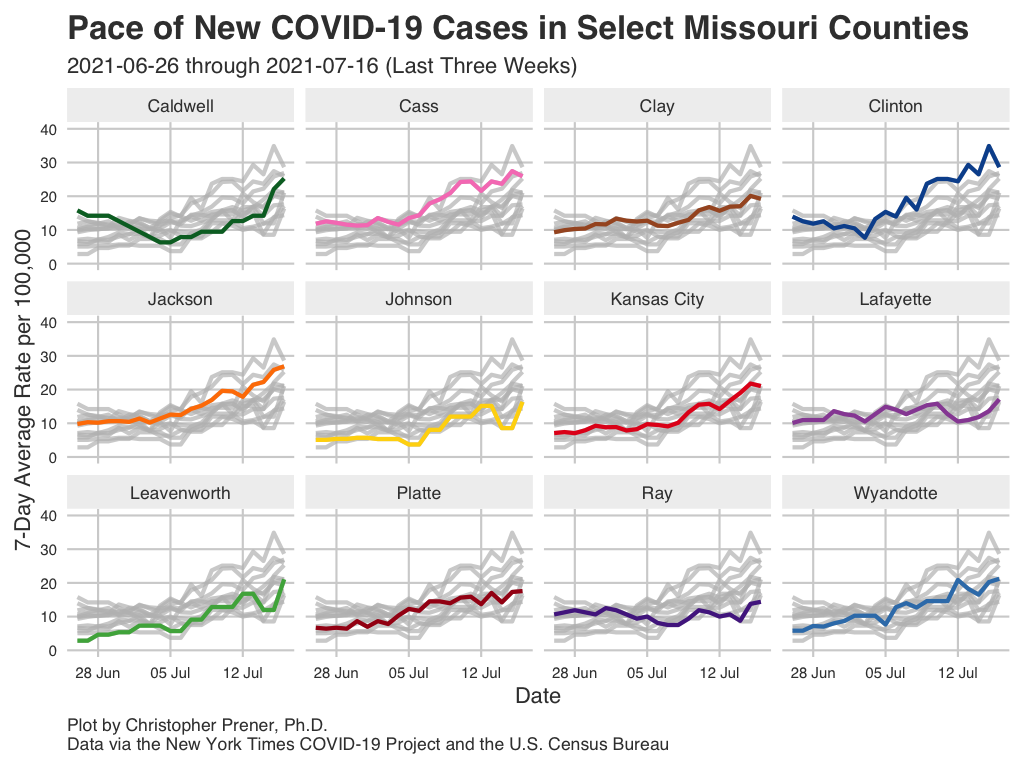 Pace of New COVID-19 Cases in Select Missouri Counties
2021-06-26 through 2021-07-16 (Last Three Weeks)
7-Day Average Rate per 100,000
Caldwell Cass Clay Clinton
40
30
20
10
0
Jackson Johnson Kansas City Lafayette
40
30
20
10
0
Leavenworth Platte Ray Wyandotte
40
30
20
10
0
28 Jun 05 Jul 12 Jul 28 Jun 05 Jul 12 Jul 28 Jun 05 Jul 12 Jul 28 Jun 05 Jul 12 Jul
Date
Plot by Christopher Prener, Ph.D.
Data via the New York Times COVID-19 Project and the U.S. Census Bureau